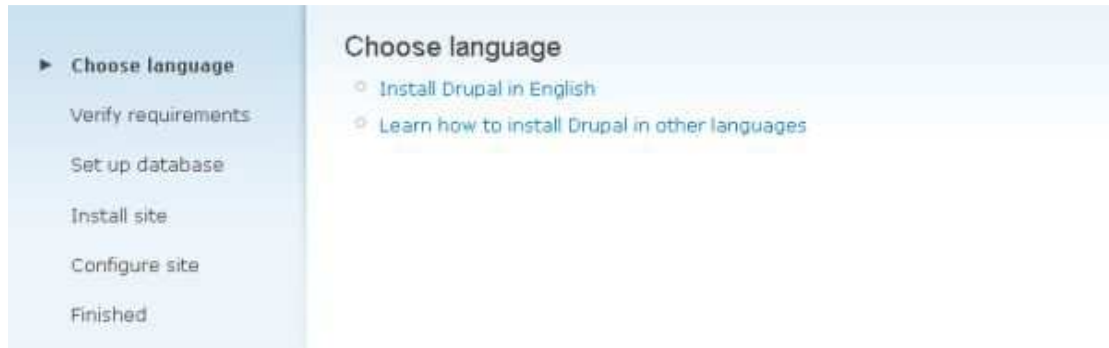 Choose language
Verify requirements
Set up database
Install site
Configure site
Finished
Choose language
Install Drupal in English
Learn how to install Drupal in other languages